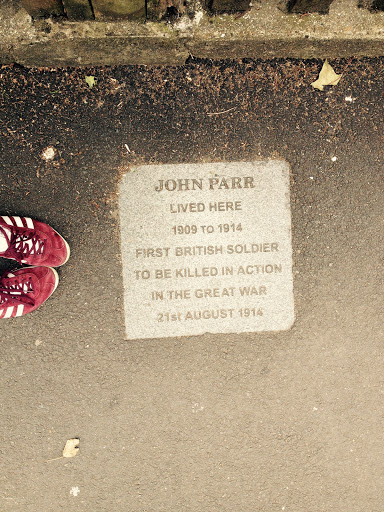 JOHN PARR
LIVED HERE
1909 TO 1914
FIRST BRITISH SOLDIER
TO BE KILLED IN ACTION
IN THE GREAT WAR
21st AUGUST 1914